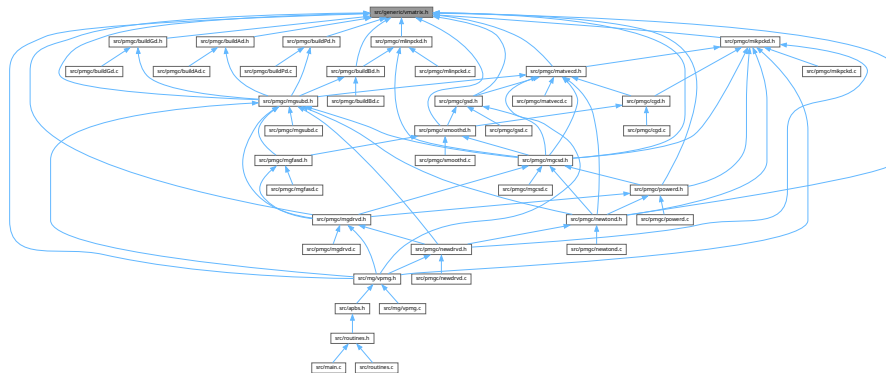 src/generic/vmatrix.h
src/pmgc/buildGd.h
src/pmgc/buildAd.h
src/pmgc/buildPd.h
src/pmgc/mlinpckd.h
src/pmgc/mikpckd.h
src/pmgc/buildGd.c
src/pmgc/buildAd.c
src/pmgc/buildPd.c
src/pmgc/buildBd.h
src/pmgc/mlinpckd.c
src/pmgc/matvecd.h
src/pmgc/mikpckd.c
src/pmgc/mgsubd.h
src/pmgc/buildBd.c
src/pmgc/gsd.h
src/pmgc/matvecd.c
src/pmgc/cgd.h
src/pmgc/mgsubd.c
src/pmgc/smoothd.h
src/pmgc/gsd.c
src/pmgc/cgd.c
src/pmgc/mgfasd.h
src/pmgc/smoothd.c
src/pmgc/mgcsd.h
src/pmgc/mgfasd.c
src/pmgc/mgcsd.c
src/pmgc/powerd.h
src/pmgc/mgdrvd.h
src/pmgc/newtond.h
src/pmgc/powerd.c
src/pmgc/mgdrvd.c
src/pmgc/newdrvd.h
src/pmgc/newtond.c
src/mg/vpmg.h
src/pmgc/newdrvd.c
src/apbs.h
src/mg/vpmg.c
src/routines.h
src/main.c
src/routines.c